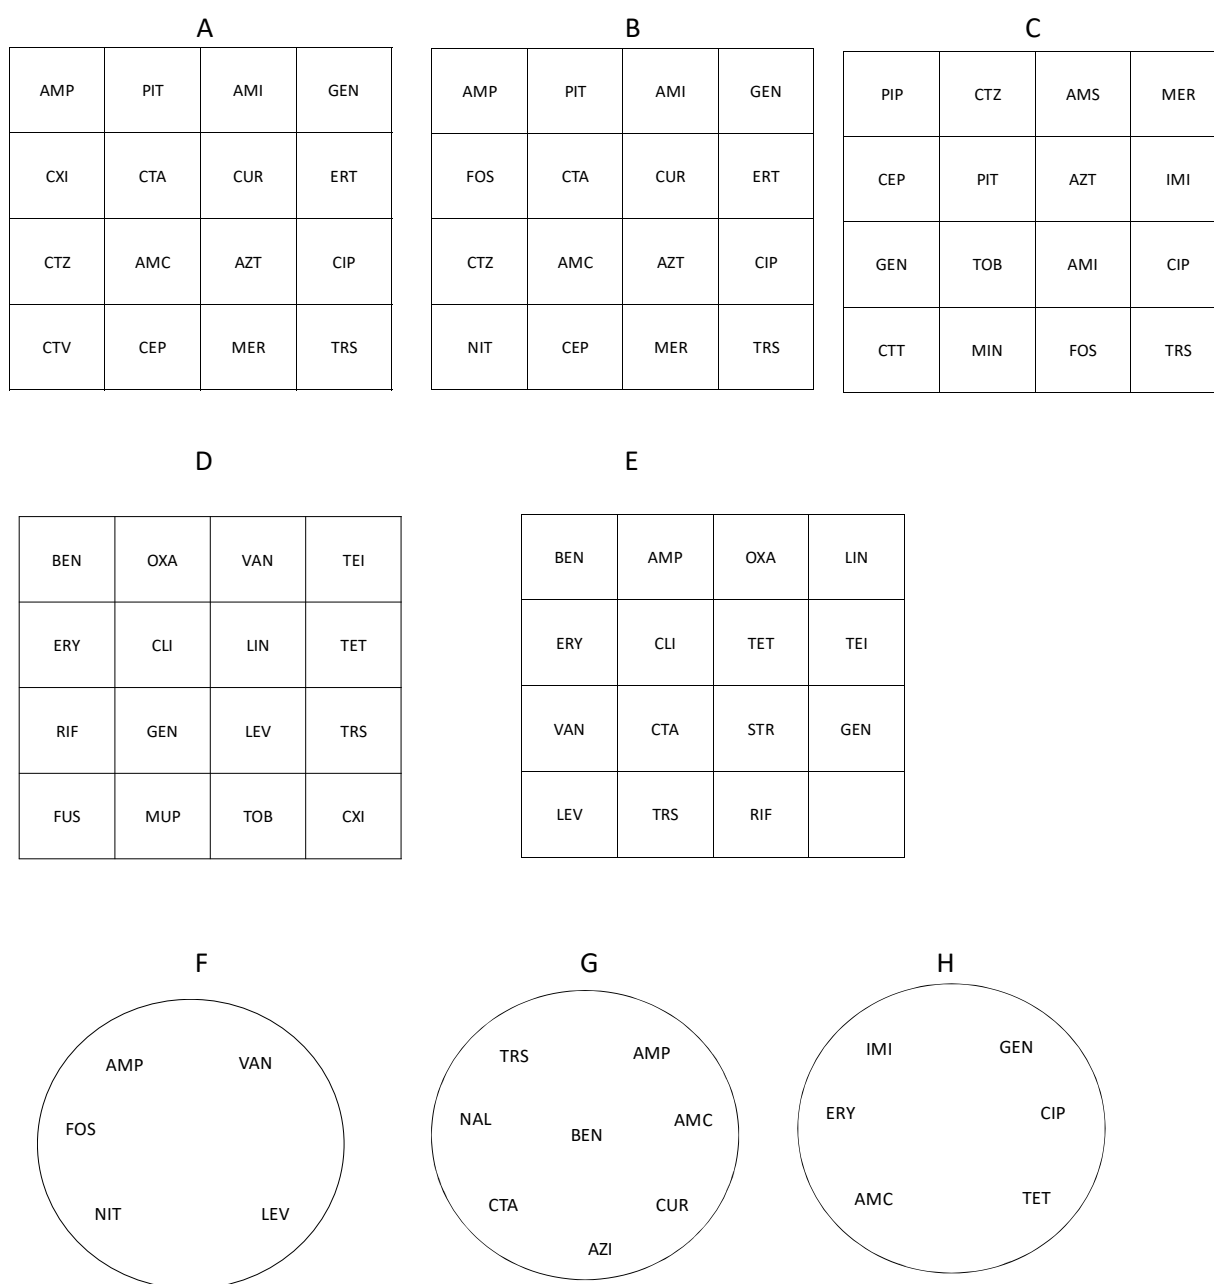 A B C
AMP PIT AMI GEN
CXI CTA CUR ERT
CTZ AMC AZT CIP
CTV CEP MER TRS
AMP PIT AMI GEN
FOS CTA CUR ERT
CTZ AMC AZT CIP
NIT CEP MER TRS
PIP CTZ AMS MER
CEP PIT AZT IMI
GEN TOB AMI CIP
CTT MIN FOS TRS
D E
BEN OXA VAN TEI
ERY CLI LIN TET
RIF GEN LEV TRS
FUS MUP TOB CXI
BEN AMP OXA LIN
ERY CLI TET TEI
VAN CTA STR GEN
LEV TRS RIF
F G H
AMP VAN
FOS
NIT LEV
TRS AMP
NAL BEN AMC
CTA CUR
AZI
IMI GEN
ERY CIP
AMC TET